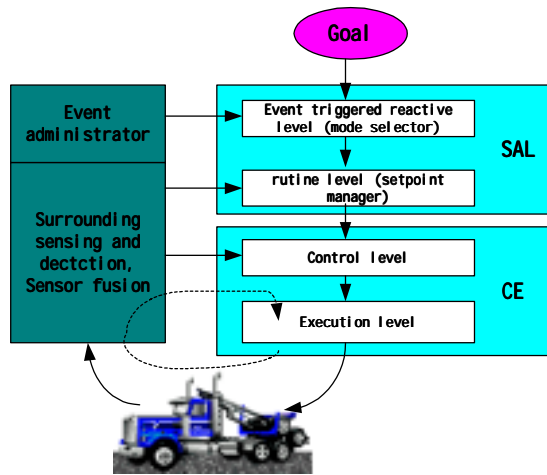 Goal
Event
administrator
Event triggered reactive
level (mode selector)
SAL
rutine level (setpoint
manager)
Surrounding
sensing and
dectction,
Sensor fusion
Control level
CE
Execution level